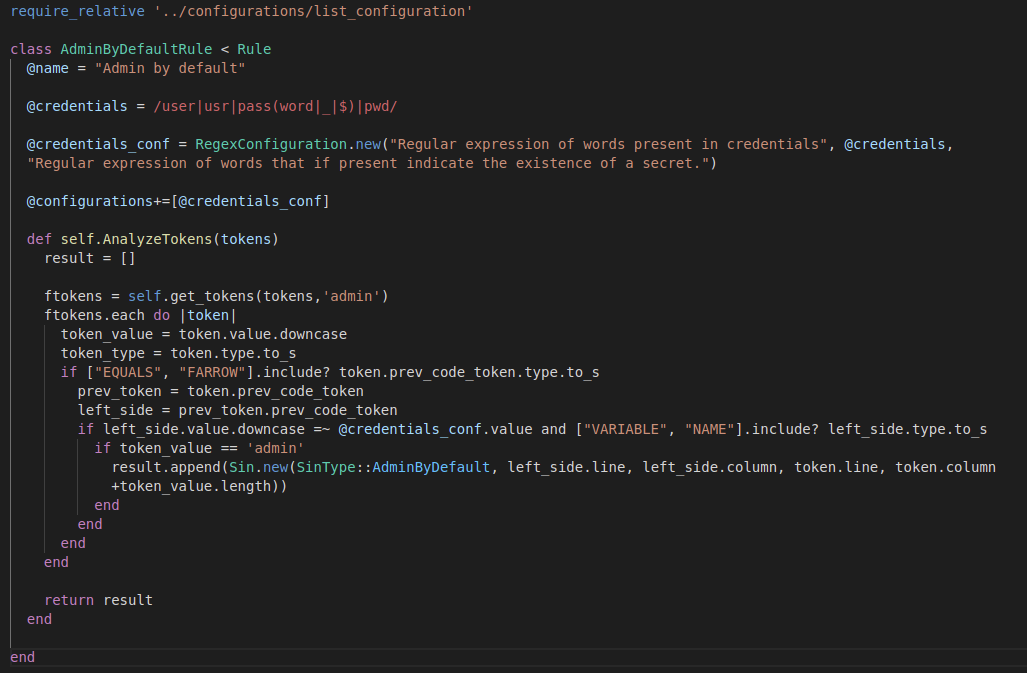 require_relative '../configurations/list_configuration'
class AdminByDefaultRule < Rule
@name = "Admin by default"
@credentials = /user|usr|pass(word|_|$)|pwd/
@credentials_conf = RegexConfiguration.new("Regular expression of words present in credentials", @credentials,
"Regular expression of words that if present indicate the existence of a secret.")
@configurations+=[@credentials_conf]
def self.AnalyzeTokens(tokens)
result = []
ftokens = self.get_tokens(tokens,'admin')
ftokens.each do |token|
token_value = token.value.downcase
token_type = token.type.to_s
if ["EQUALS", "FARROW"].include? token.prev_code_token.type.to_s
prev_token = token.prev_code_token
left_side = prev_token.prev_code_token
if left_side.value.downcase =~ @credentials_conf.value and ["VARIABLE", "NAME"].include? left_side.type.to_s
if token_value == 'admin'
result.append(Sin.new(SinType::AdminByDefault, left_side.line, left_side.column, token.line, token.column
+token_value.length))
end
end
end
end
return result
end
end